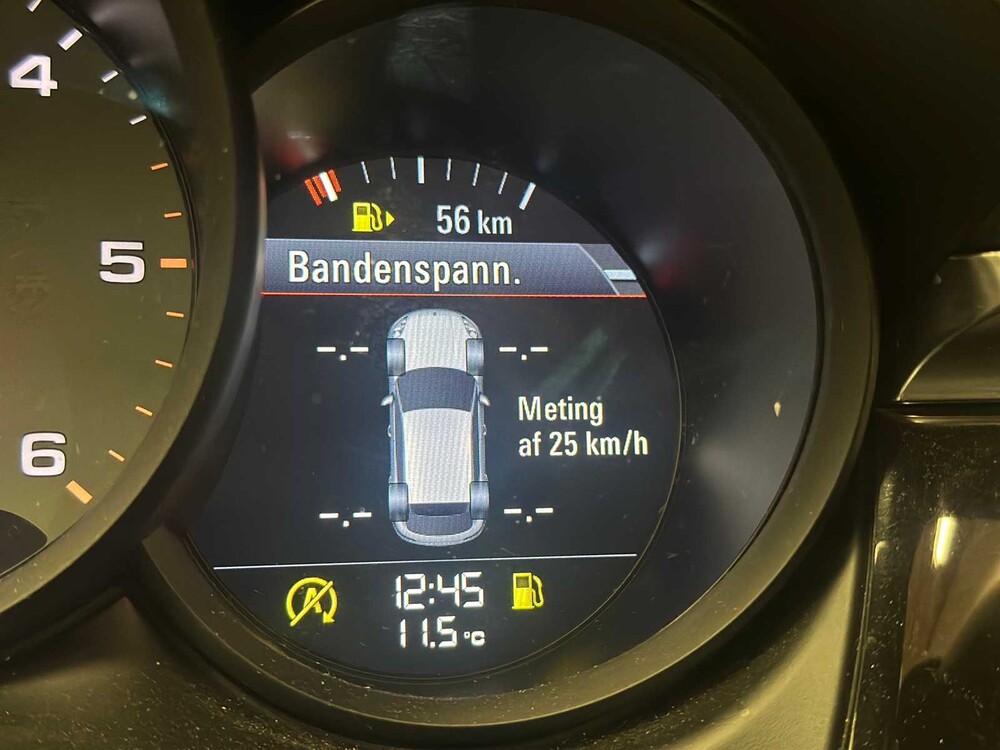 4
5
6
56 km
Bandenspann.
-.- -.-
Meting
af 25 km/h
-.- -.-
A
12:45
11.5 °C